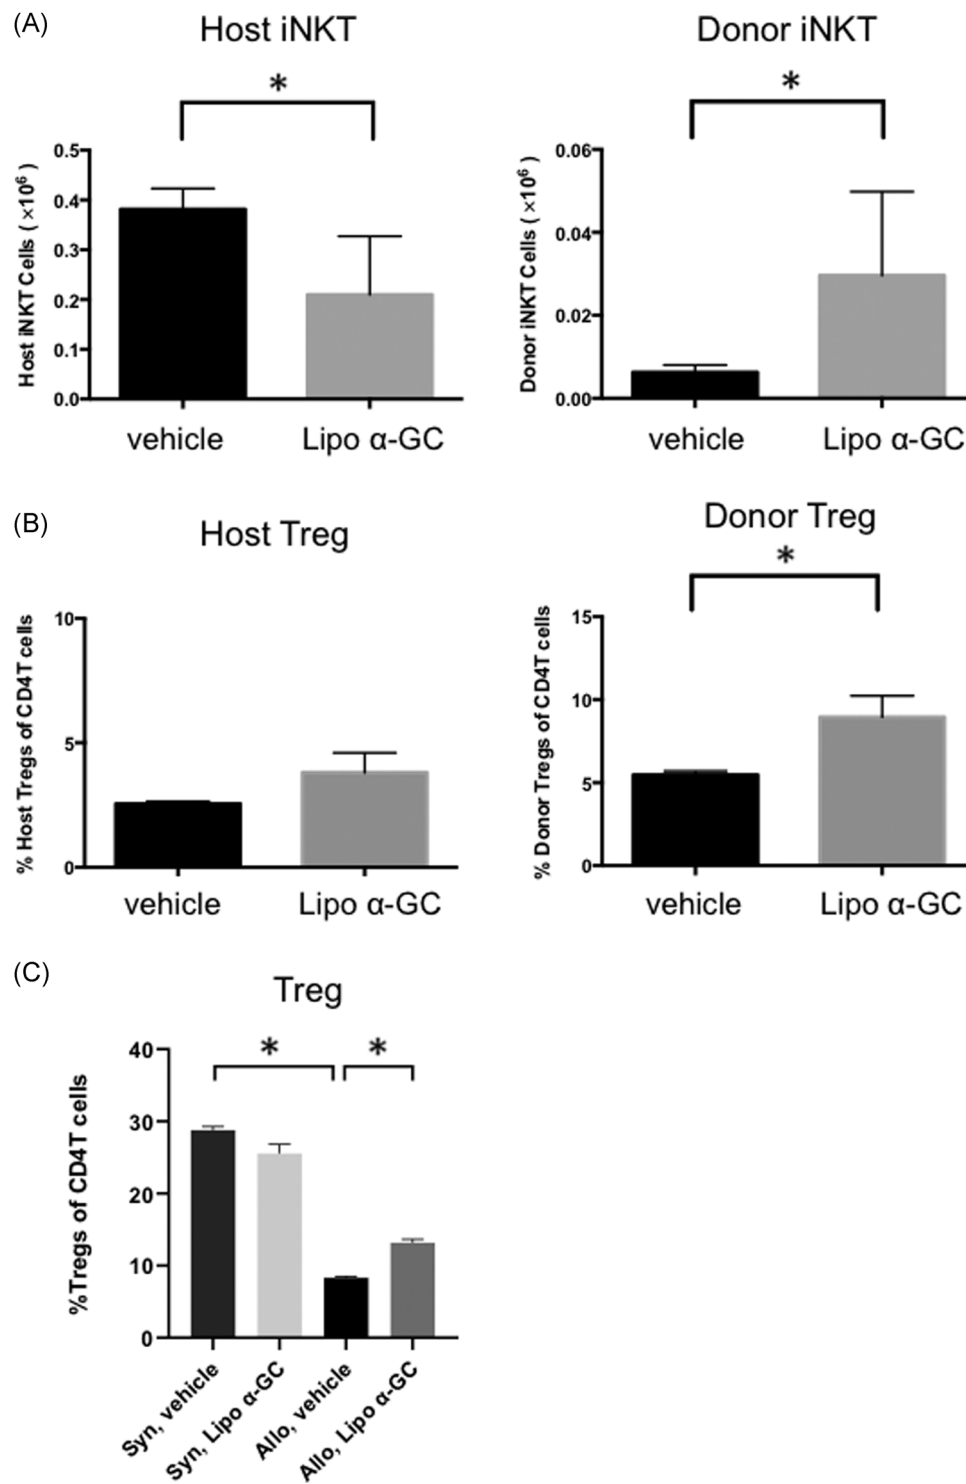 (A)
Host iNKT
*
Host iNKT Cells ( ×10⁶ )
0.5
0.4
0.3
0.2
0.1
0.0
vehicle
Lipo α-GC
Donor iNKT
*
Donor iNKT Cells ( ×10⁶ )
0.06
0.04
0.02
0.00
vehicle
Lipo α-GC
(B)
Host Treg
% Host Tregs of CD4T cells
10
5
0
vehicle
Lipo α-GC
Donor Treg
*
% Donor Tregs of CD4T cells
15
10
5
0
vehicle
Lipo α-GC
(C)
Treg
* *
%Tregs of CD4T cells
40
30
20
10
0
Syn, vehicle
Syn, Lipo α-GC
Allo, vehicle
Allo, Lipo α-GC